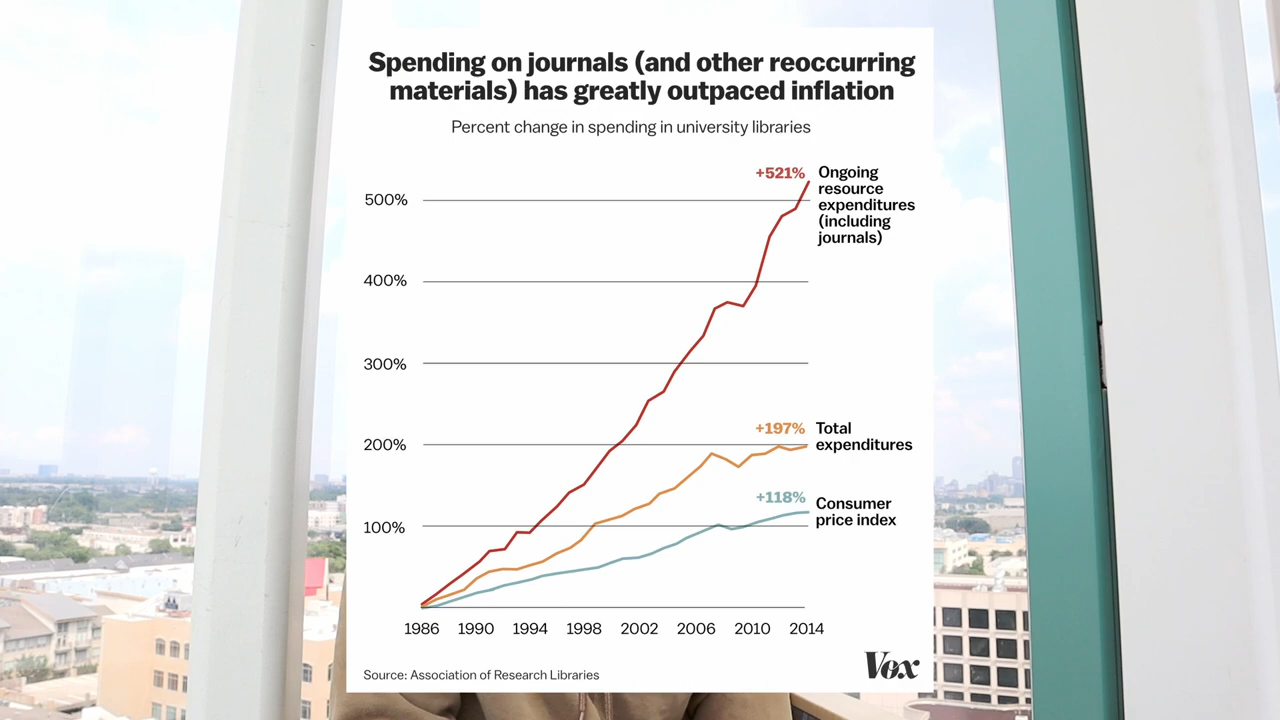 Spending on journals (and other reoccurring
materials) has greatly outpaced inflation
Percent change in spending in university libraries
+521%
Ongoing
resource
expenditures
(including
journals)
500%
400%
300%
+197%
Total
expenditures
200%
+118%
Consumer
price index
100%
1986 1990 1994 1998 2002 2006 2010 2014
Source: Association of Research Libraries
Vox